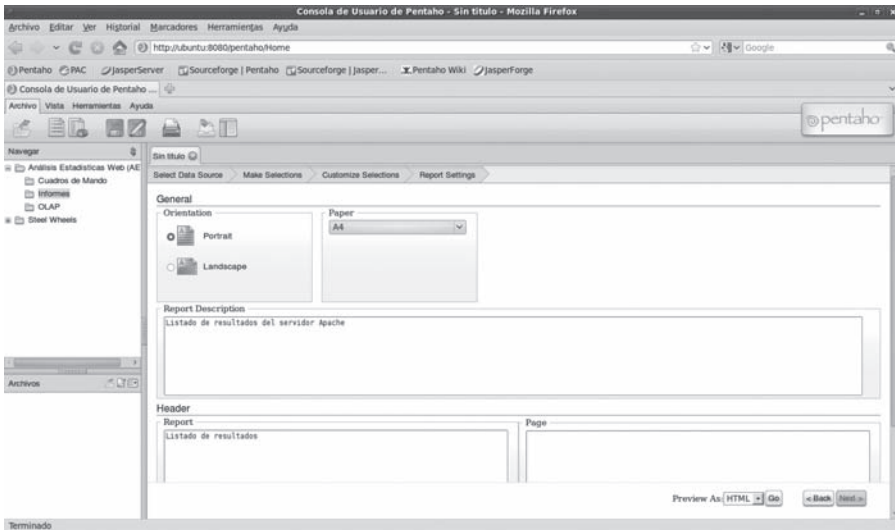 Consola de Usuario de Pentaho - Sin titulo - Mozilla Firefox
Archivo Editar Ver Historial Marcadores Herramientas Ayuda
http://ubuntu:8080/pentaho/Home
Google
Pentaho PAC JasperServer Sourceforge | Pentaho Sourceforge | Jasper... Pentaho Wiki JasperForge
Consola de Usuario de Pentaho ...
Archivo Vista Herramientas Ayuda
pentaho
Navegar
Análisis Estadísticas Web (AE
Cuadros de Mando
Informes
OLAP
Steel Wheels
Archivos
Sin titulo
Select Data Source Make Selections Customize Selections Report Settings
General
Orientation
Portrait
Landscape
Paper
A4
Report Description
Listado de resultados del servidor Apache
Header
Report
Listado de resultados
Page
Preview As: HTML Go < Back Next >
Terminado